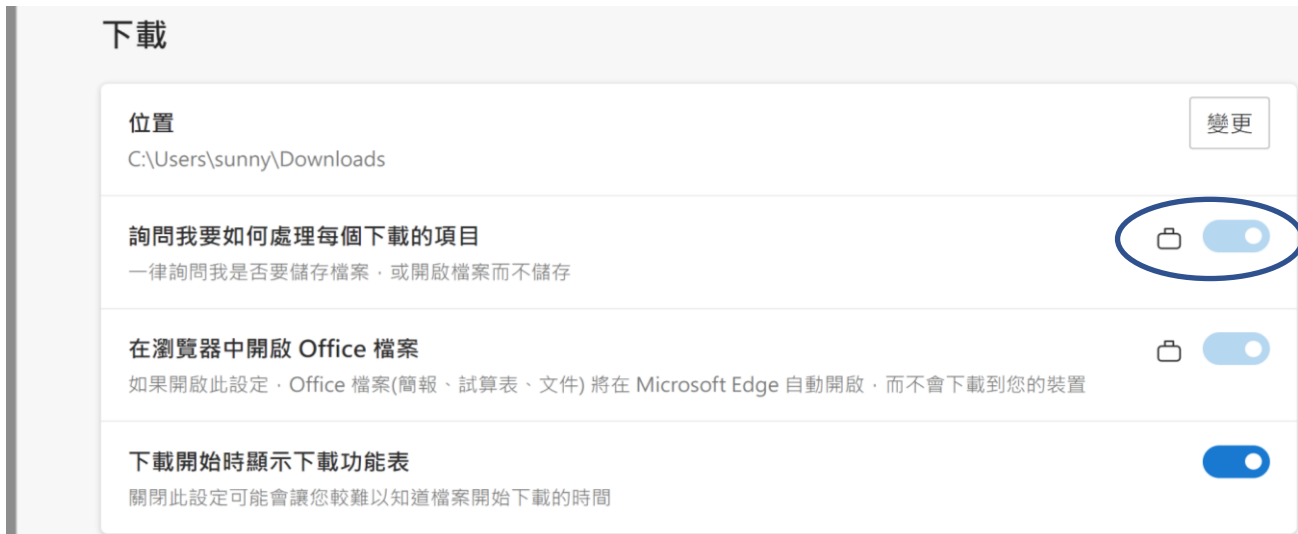 下載
位置
變更
C:\Users\sunny\Downloads
詢問我要如何處理每個下載的項目
一律詢問我是否要儲存檔案，或開啟檔案而不儲存
在瀏覽器中開啟 Office 檔案
如果開啟此設定，Office 檔案(簡報、試算表、文件) 將在 Microsoft Edge 自動開啟，而不會下載到您的裝置
下載開始時顯示下載功能表
關閉此設定可能會讓您較難以知道檔案開始下載的時間